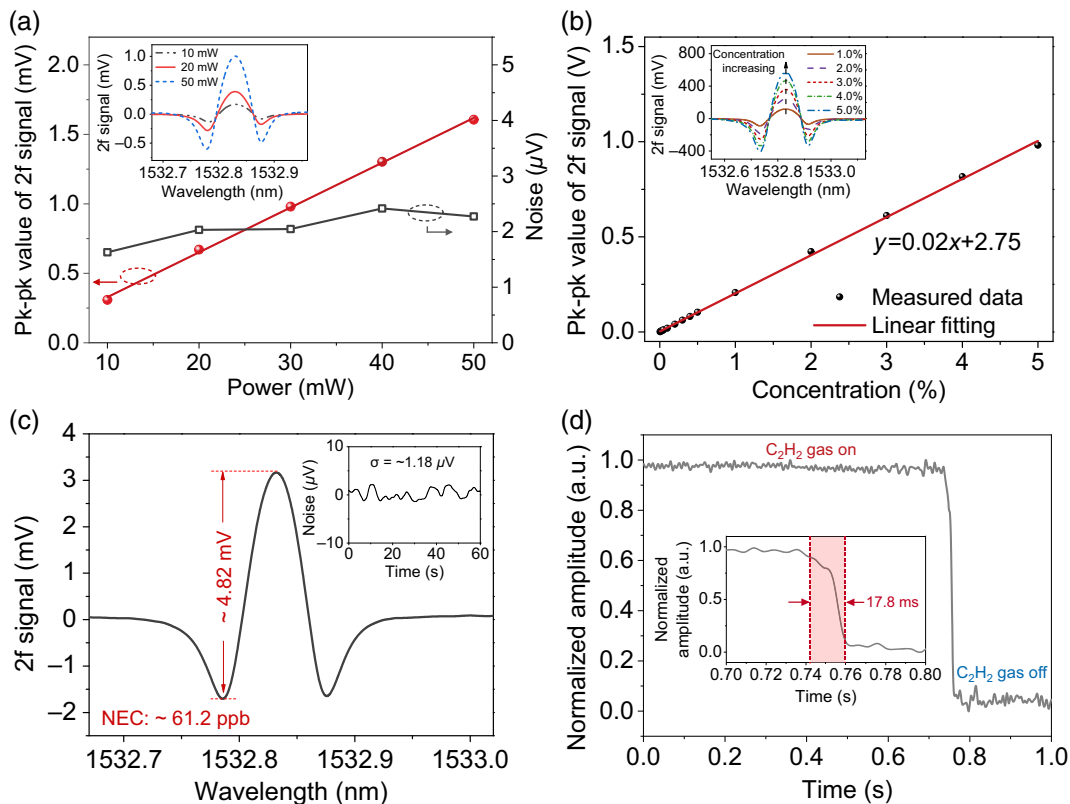 (a)
Pk-pk value of 2f signal (mV)
2.0
1.5
1.0
0.5
0.0
10
20
30
40
50
Power (mW)
5
4
3
2
1
0
Noise (µV)
2f signal (mV)
1.0
0.5
0.0
−0.5
1532.7
1532.8
1532.9
Wavelength (nm)
10 mW
20 mW
50 mW
(b)
Pk-pk value of 2f signal (V)
1.5
1.0
0.5
0.0
0
1
2
3
4
5
Concentration (%)
2f signal (mV)
800
400
0
−400
1532.6
1532.8
1533.0
Wavelength (nm)
Concentration
increasing
1.0%
2.0%
3.0%
4.0%
5.0%
y=0.02x+2.75
Measured data
Linear fitting
(c)
2f signal (mV)
4
3
2
1
0
−1
−2
1532.7
1532.8
1532.9
1533.0
Wavelength (nm)
~ 4.82 mV
NEC: ~ 61.2 ppb
Noise (µV)
10
0
−10
σ = ~1.18 µV
0
20
40
60
Time (s)
(d)
Normalized amplitude (a.u.)
1.0
0.8
0.6
0.4
0.2
0.0
0.0
0.2
0.4
0.6
0.8
1.0
Time (s)
C₂H₂ gas on
C₂H₂ gas off
Normalized
amplitude (a.u.)
1.0
0.5
0.0
0.70
0.72
0.74
0.76
0.78
0.80
Time (s)
17.8 ms